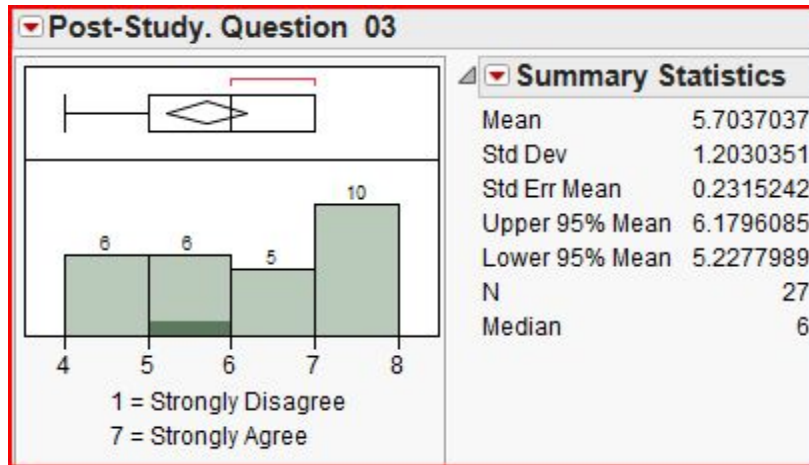 Post-Study. Question 03
10
6 6 5
4 5 6 7 8
1 = Strongly Disagree
7 = Strongly Agree
Summary Statistics
Mean 5.7037037
Std Dev 1.2030351
Std Err Mean 0.2315242
Upper 95% Mean 6.1796085
Lower 95% Mean 5.2277989
N 27
Median 6